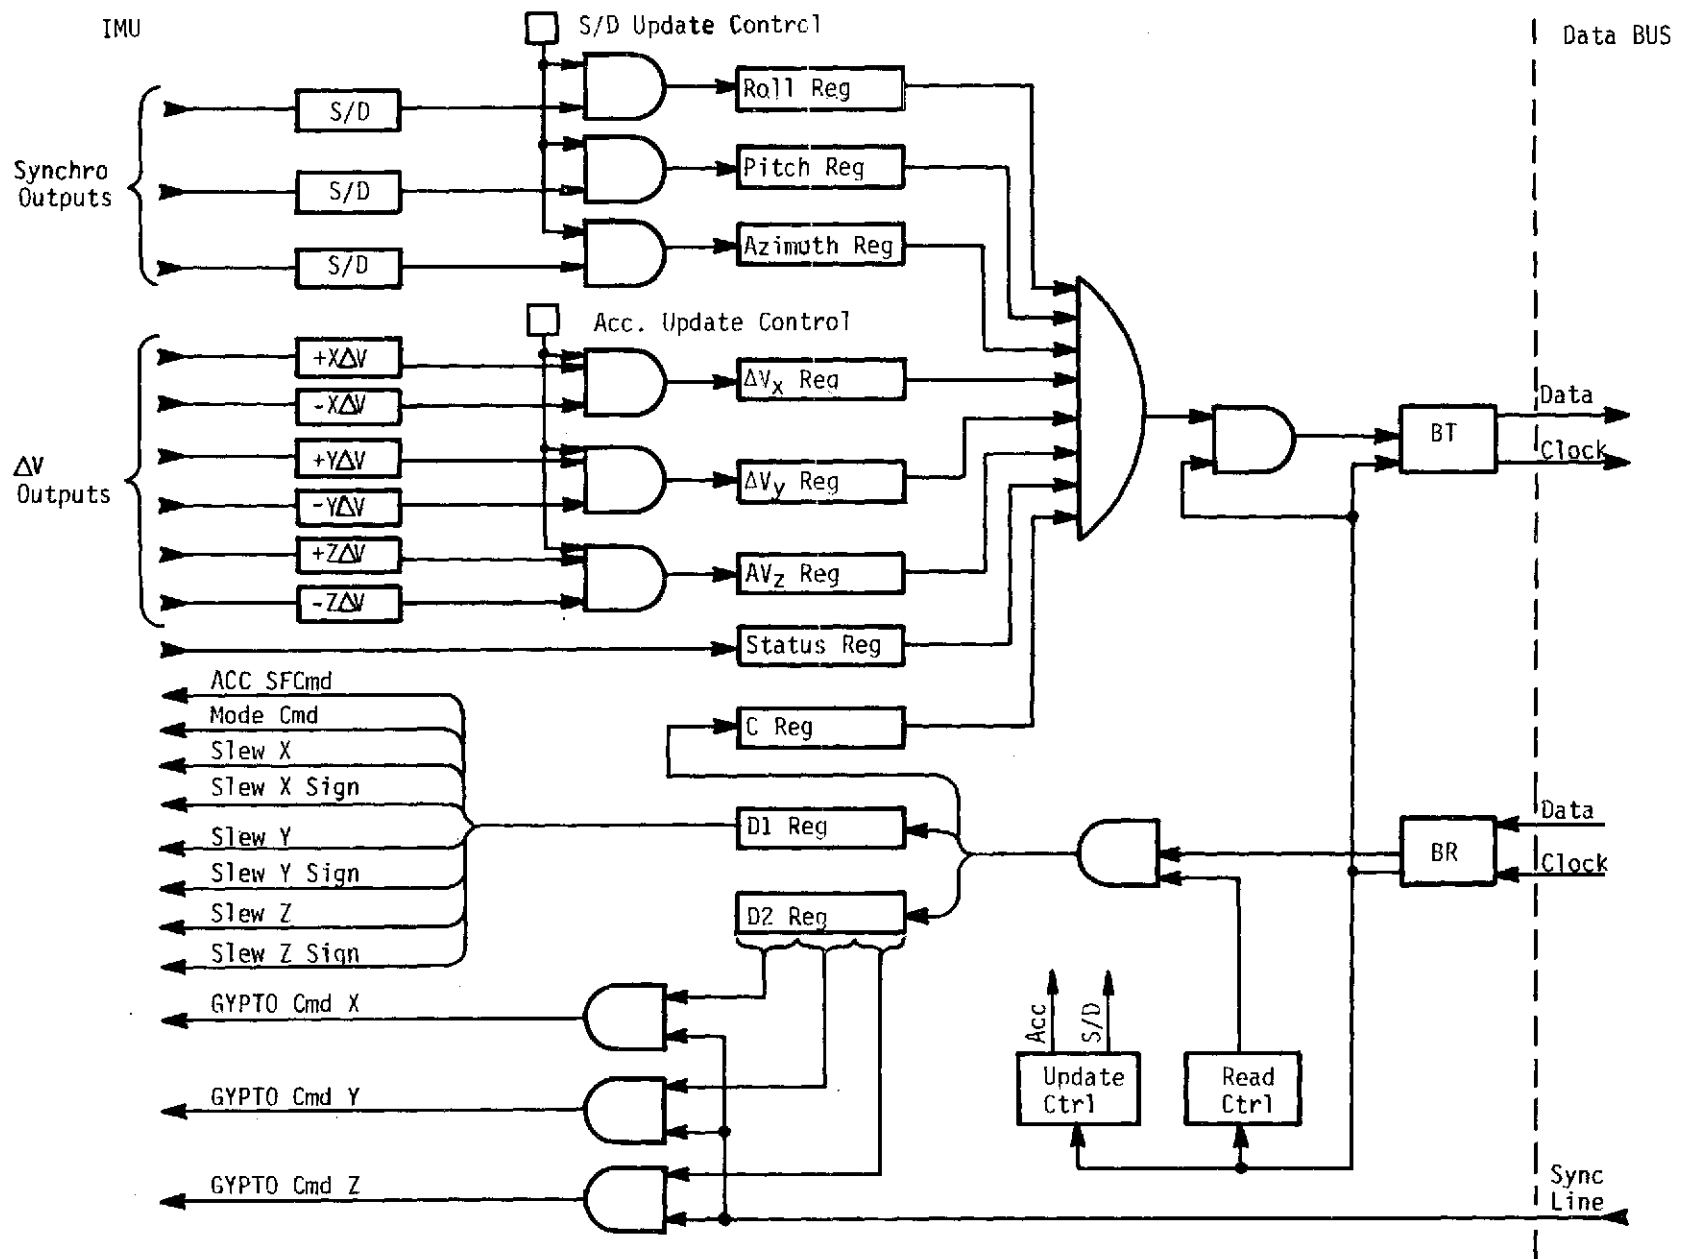 IMU
S/D Update Control
Data BUS
S/D
Roll Reg
Synchro
Outputs
S/D
Pitch Reg
S/D
Azimuth Reg
Acc. Update Control
+XΔV
ΔVx Reg
-XΔV
Data
+YΔV
BT
ΔV
Outputs
Clock
-YΔV
ΔVy Reg
+ZΔV
AVz Reg
-ZΔV
Status Reg
ACC SFCmd
Mode Cmd
C Reg
Slew X
Slew X Sign
D1 Reg
Data
Slew Y
BR
Clock
Slew Y Sign
Slew Z
D2 Reg
Slew Z Sign
GYPTO Cmd X
Acc
S/D
Update
Ctrl
Read
Ctrl
GYPTO Cmd Y
GYPTO Cmd Z
Sync
Line